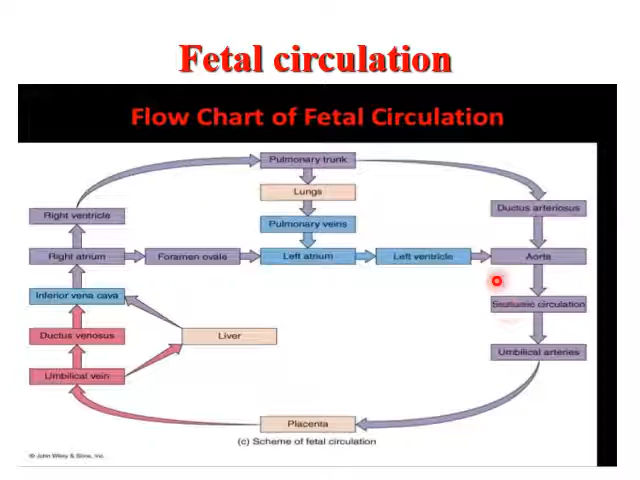 Fetal circulation
Flow Chart of Fetal Circulation
Pulmonary trunk
Lungs
Right ventricle
Pulmonary veins
Ductus arteriosus
Right atrium
Foramen ovale
Left atrium
Left ventricle
Aorta
Inferior vena cava
Systemic circulation
Ductus venosus
Liver
Umbilical vein
Umbilical arteries
Placenta
(c) Scheme of fetal circulation
© John Wiley & Sons, Inc.